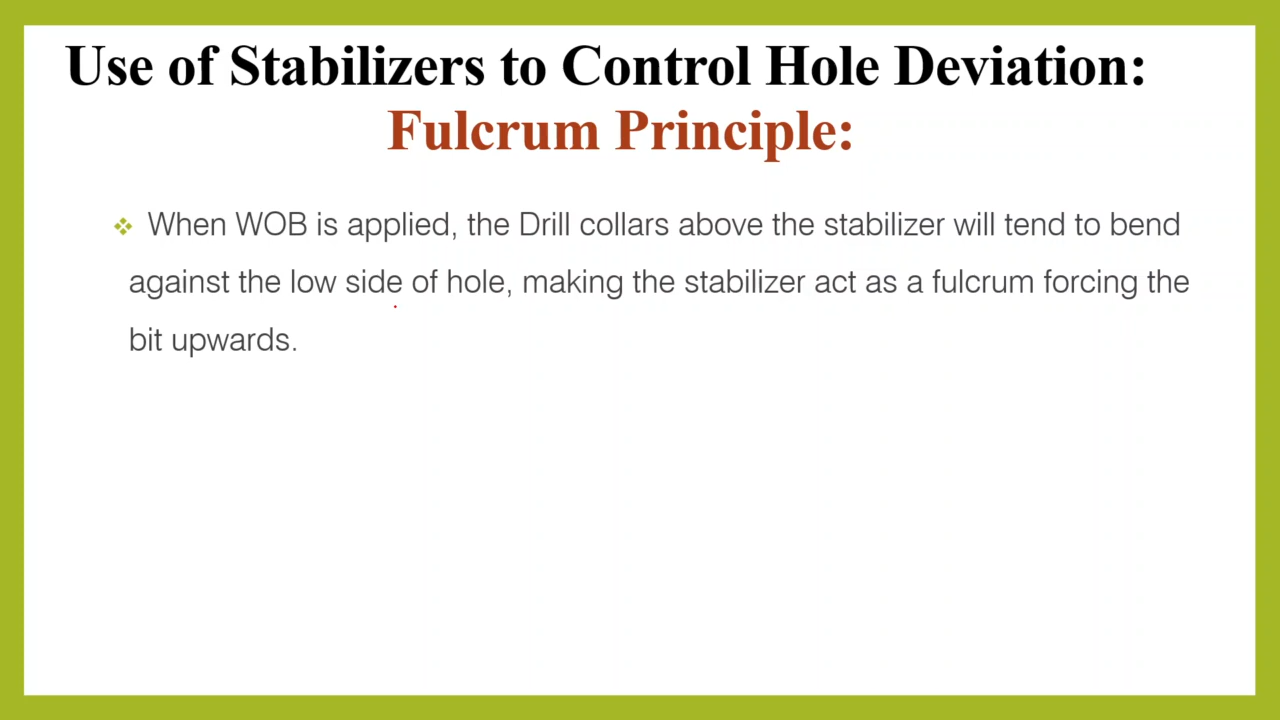 Use of Stabilizers to Control Hole Deviation:
Fulcrum Principle:
When WOB is applied, the Drill collars above the stabilizer will tend to bend
against the low side of hole, making the stabilizer act as a fulcrum forcing the
bit upwards.